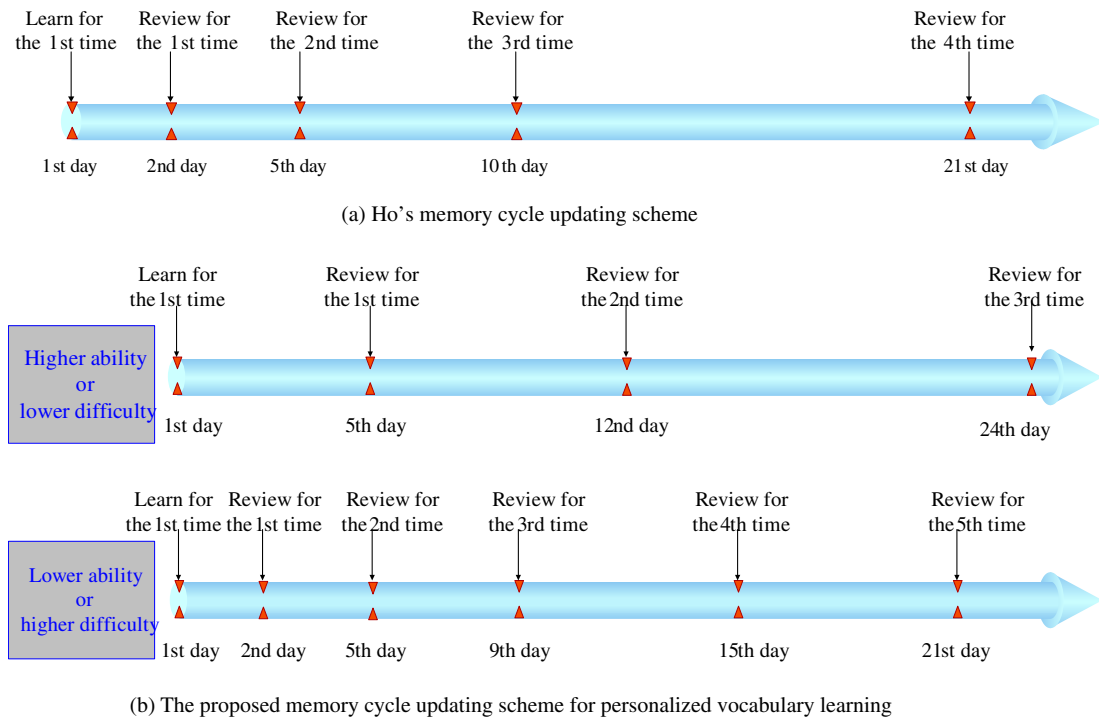 Learn for
the 1st time
Review for
the 1st time
Review for
the 2nd time
Review for
the 3rd time
Review for
the 4th time
1st day
2nd day
5th day
10th day
21st day
(a) Ho's memory cycle updating scheme
Learn for
the 1st time
Review for
the 1st time
Review for
the 2nd time
Review for
the 3rd time
Higher ability
or
lower difficulty
1st day
5th day
12nd day
24th day
Learn for
the 1st time
Review for
the 1st time
Review for
the 2nd time
Review for
the 3rd time
Review for
the 4th time
Review for
the 5th time
Lower ability
or
higher difficulty
1st day
2nd day
5th day
9th day
15th day
21st day
(b) The proposed memory cycle updating scheme for personalized vocabulary learning